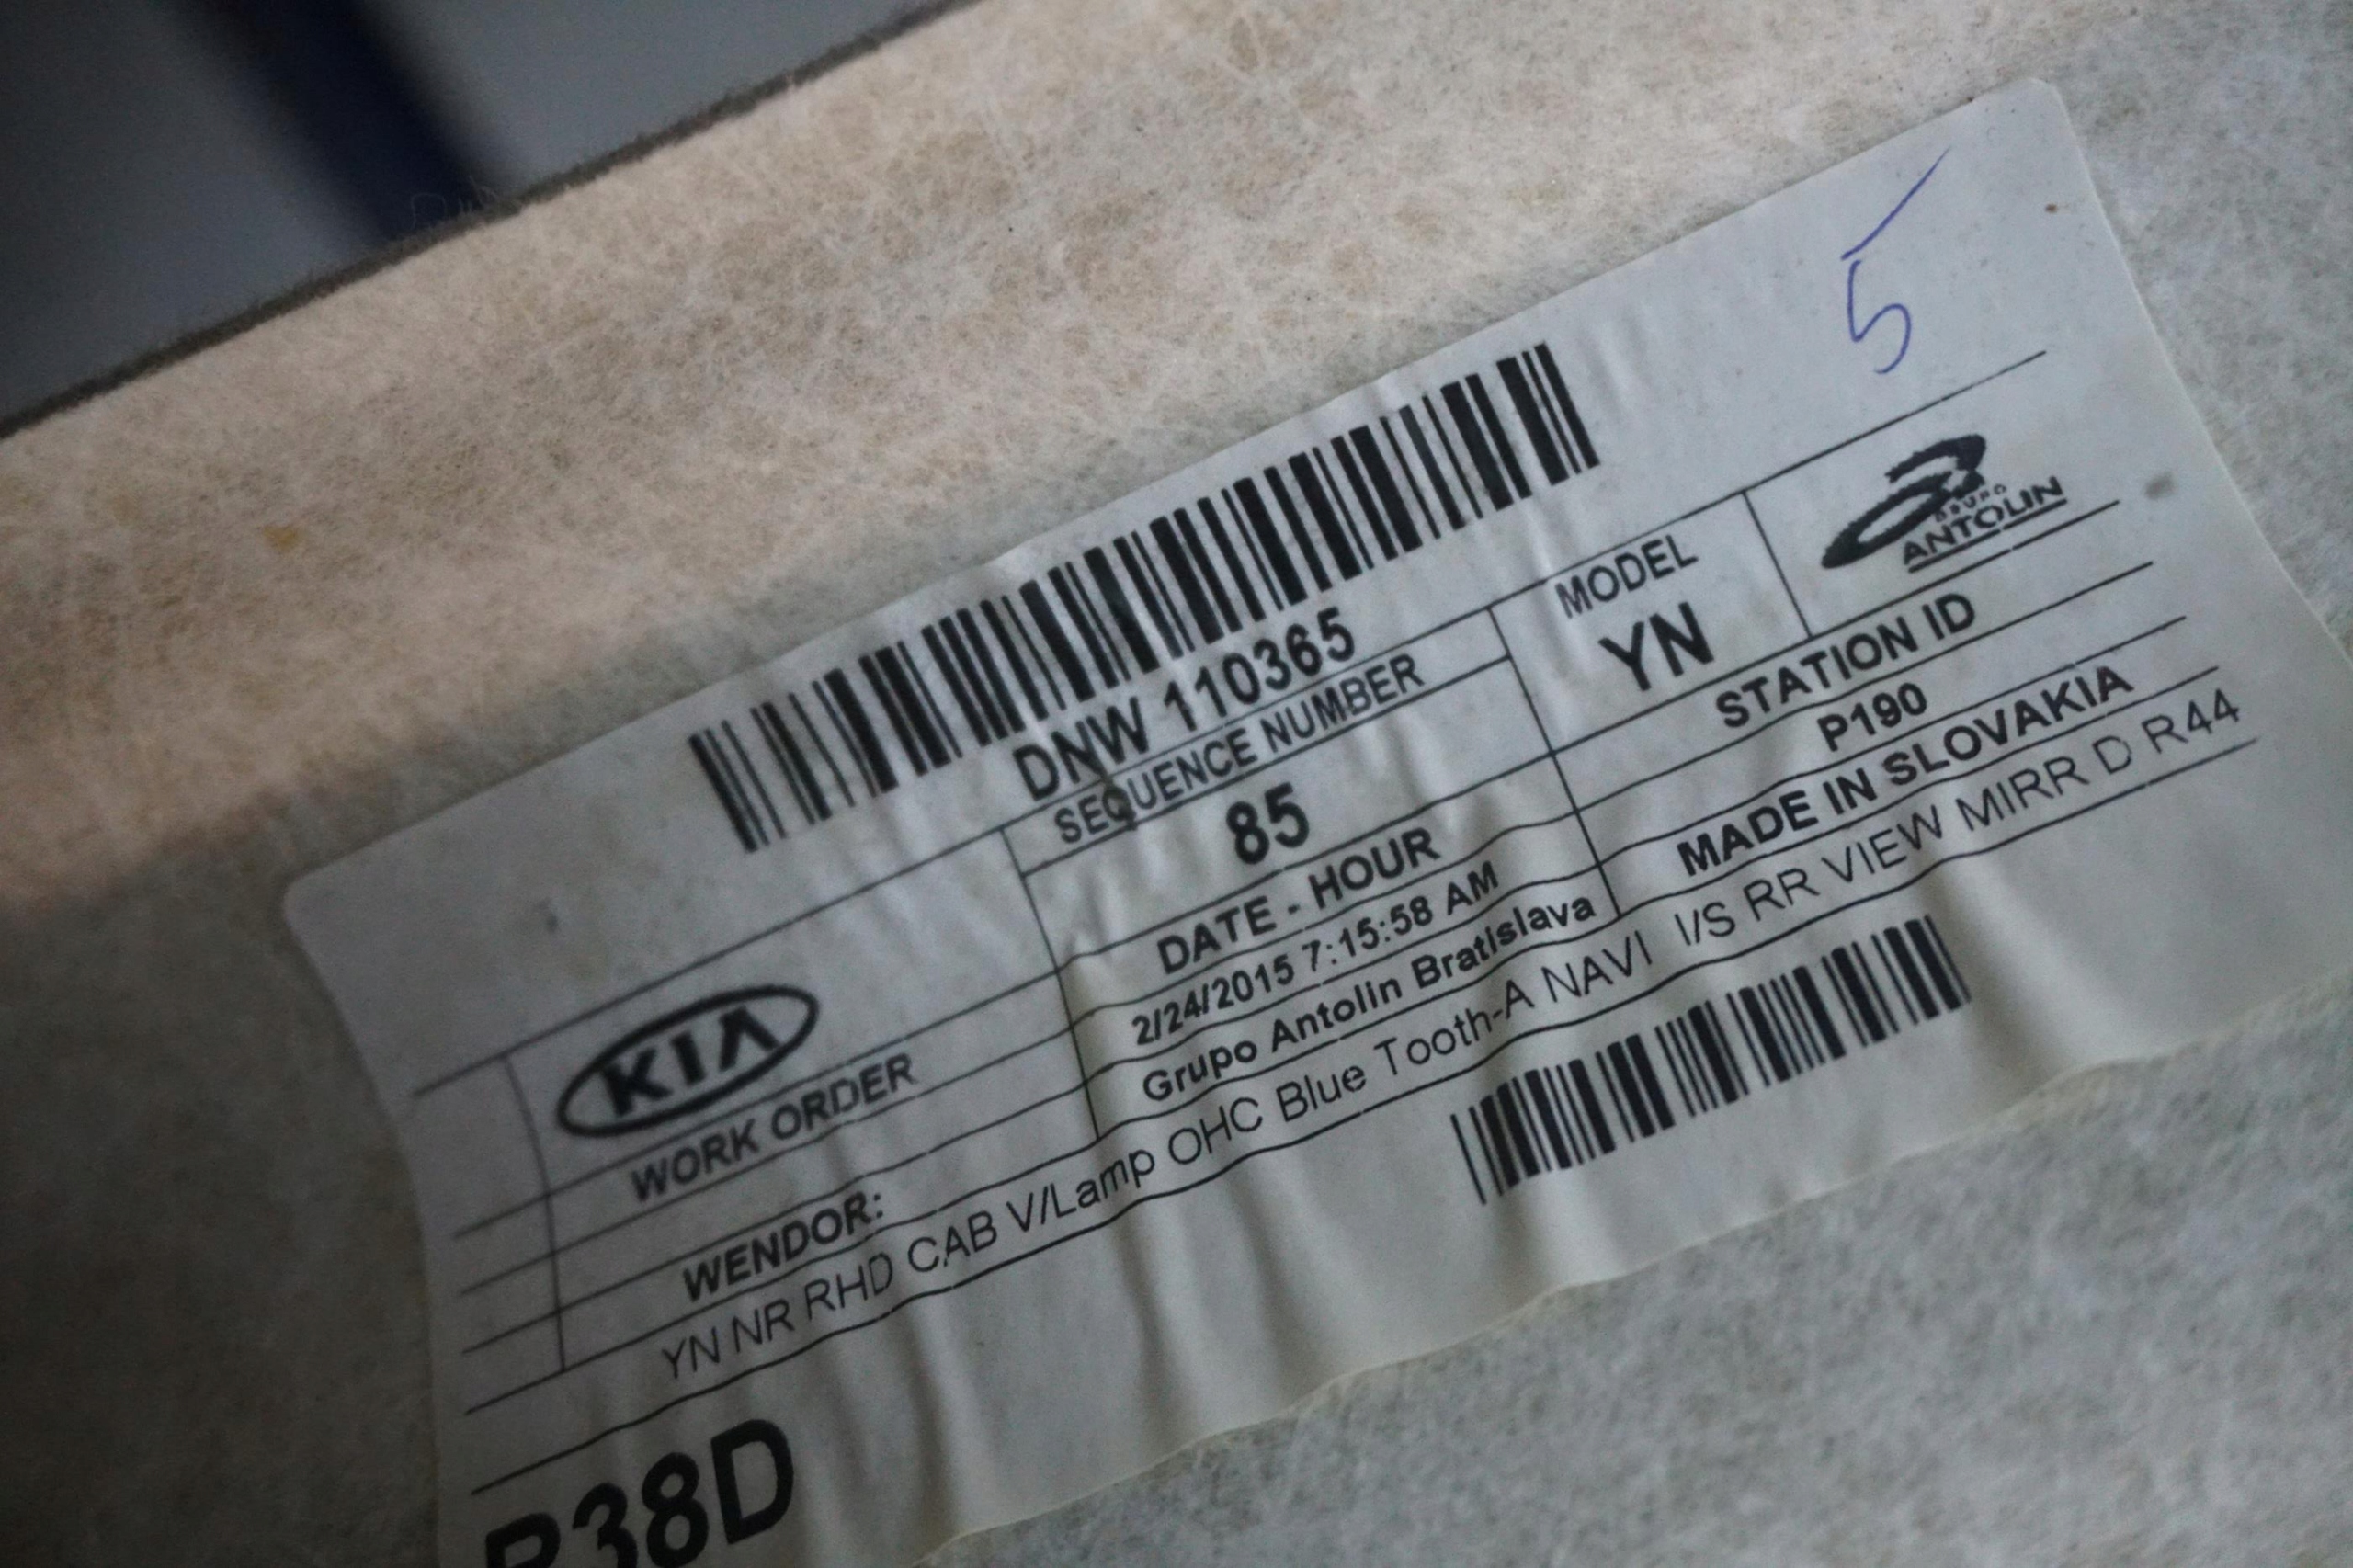 5
DNW 110365
KIA
SEQUENCE NUMBER
85
MODEL
YN
GRUPO
ANTOLIN
WORK ORDER
DATE - HOUR
2/24/2015 7:15:58 AM
STATION ID
P190
WENDOR:
Grupo Antolin Bratislava
MADE IN SLOVAKIA
YN NR RHD CAB V/Lamp OHC Blue Tooth-A NAVI I/S RR VIEW MIRR D R44